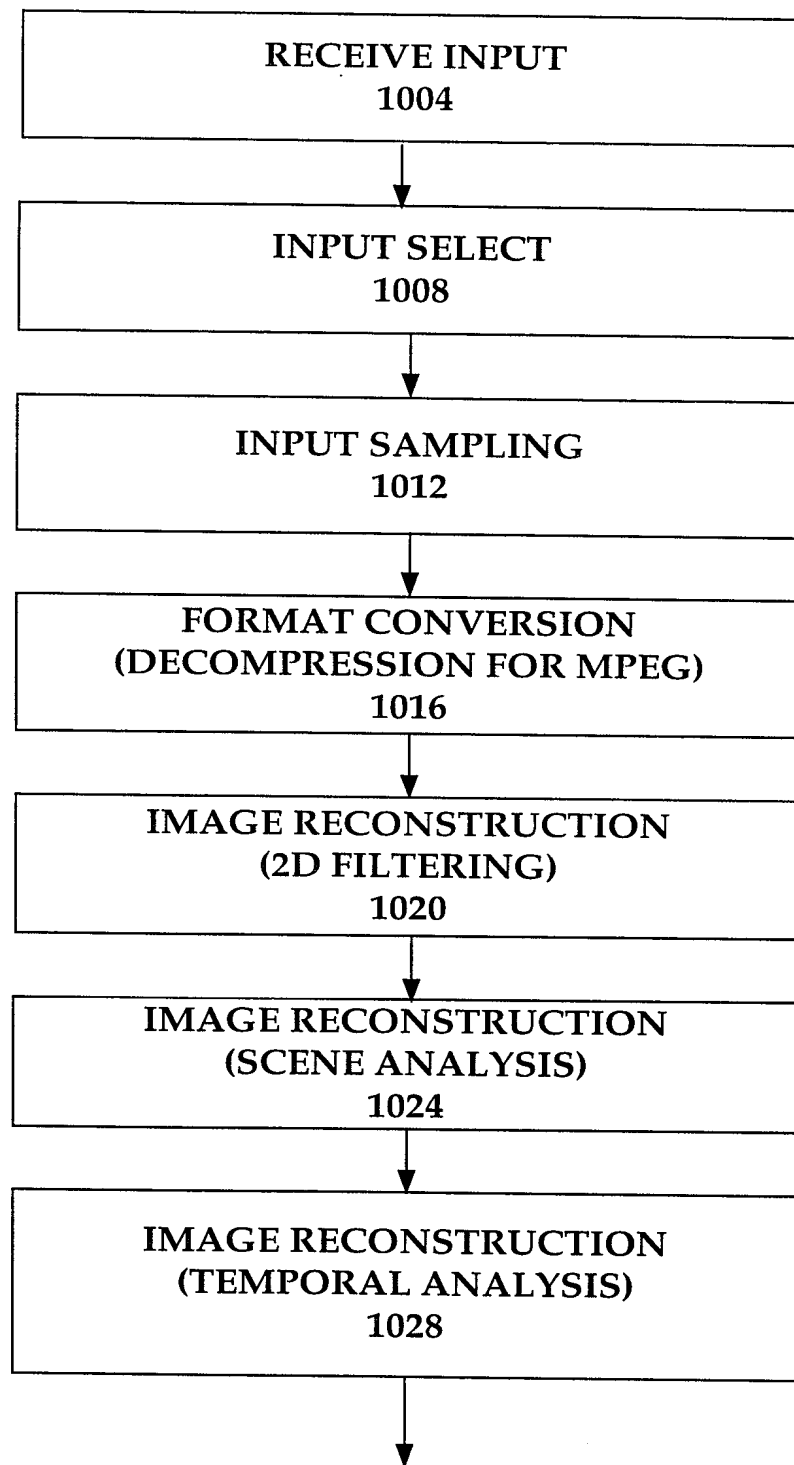 RECEIVE INPUT
1004
INPUT SELECT
1008
INPUT SAMPLING
1012
FORMAT CONVERSION
(DECOMPRESSION FOR MPEG)
1016
IMAGE RECONSTRUCTION
(2D FILTERING)
1020
IMAGE RECONSTRUCTION
(SCENE ANALYSIS)
1024
IMAGE RECONSTRUCTION
(TEMPORAL ANALYSIS)
1028